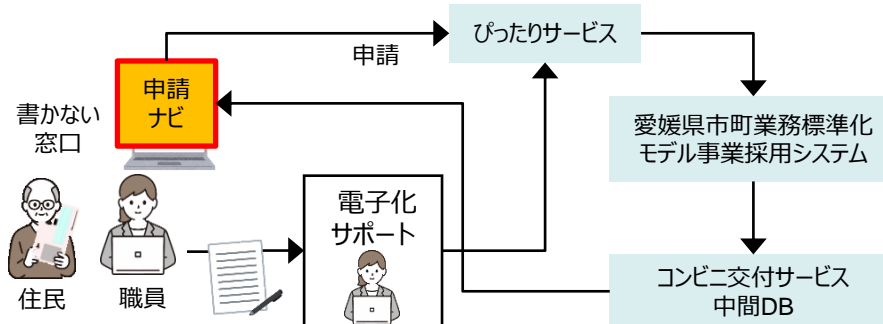 ぴったりサービス
申請
申請
ナビ
書かない
窓口
愛媛県市町業務標準化
モデル事業採用システム
電子化
サポート
住民
職員
コンビニ交付サービス
中間DB